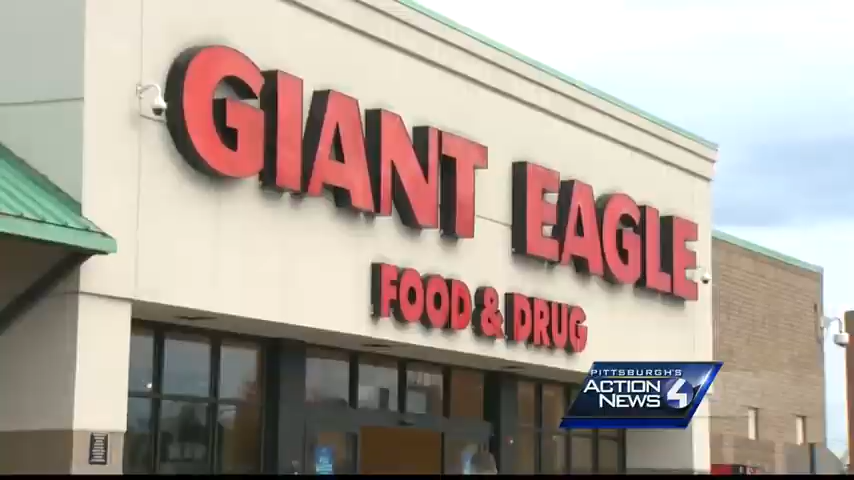 GIANT EAGLE
FOOD & DRUG
PITTSBURGH'S
ACTION
NEWS 4